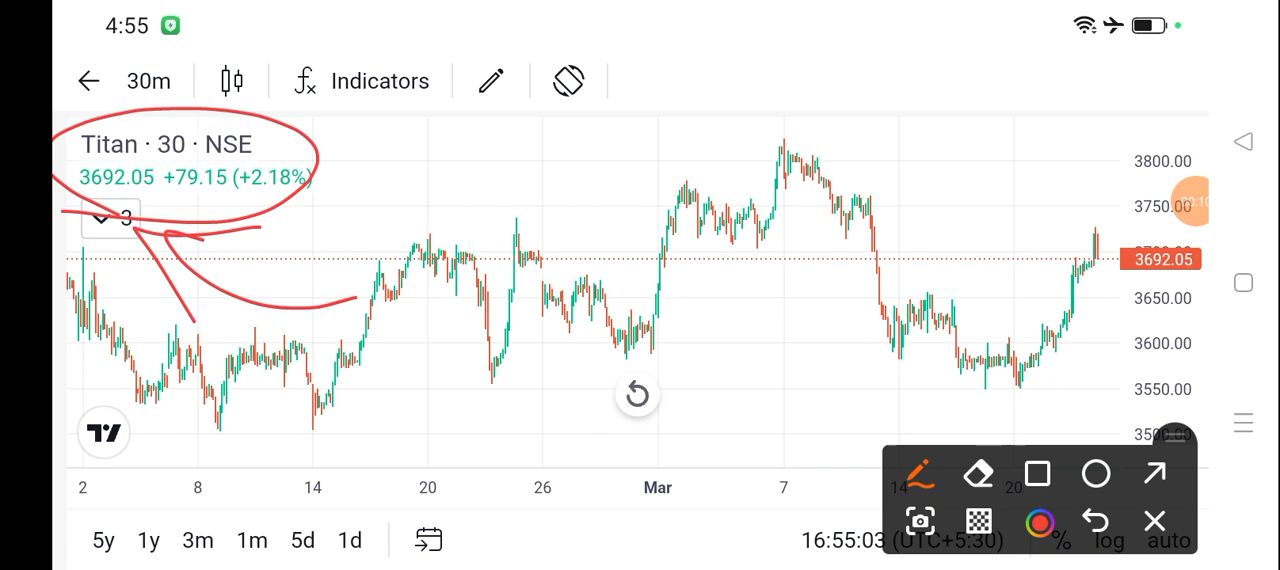 4:55
30m
Indicators
Titan · 30 · NSE
3692.05 +79.15 (+2.18%)
3
3800.00
3750.00
3692.05
3650.00
3600.00
3550.00
2 8 14 20 26 Mar 7 14 20
5y 1y 3m 1m 5d 1d
16:55:03 (UTC+5:30) % log auto